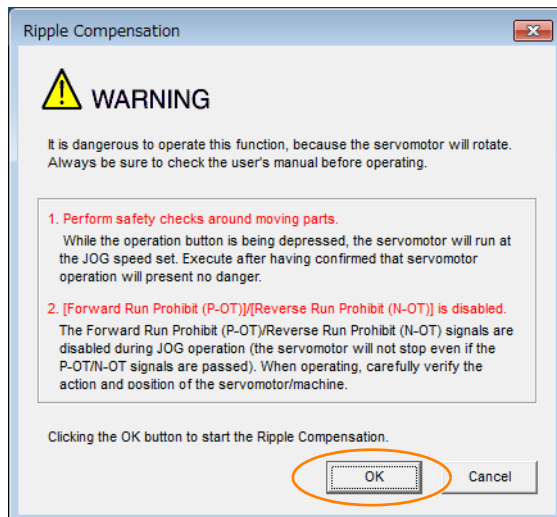 Ripple Compensation
WARNING
It is dangerous to operate this function, because the servomotor will rotate.
Always be sure to check the user's manual before operating.
1. Perform safety checks around moving parts.
While the operation button is being depressed, the servomotor will run at
the JOG speed set. Execute after having confirmed that servomotor
operation will present no danger.
2. [Forward Run Prohibit (P-OT)]/[Reverse Run Prohibit (N-OT)] is disabled.
The Forward Run Prohibit (P-OT)/Reverse Run Prohibit (N-OT) signals are
disabled during JOG operation (the servomotor will not stop even if the
P-OT/N-OT signals are passed). When operating, carefully verify the
action and position of the servomotor/machine.
Clicking the OK button to start the Ripple Compensation.
OK
Cancel